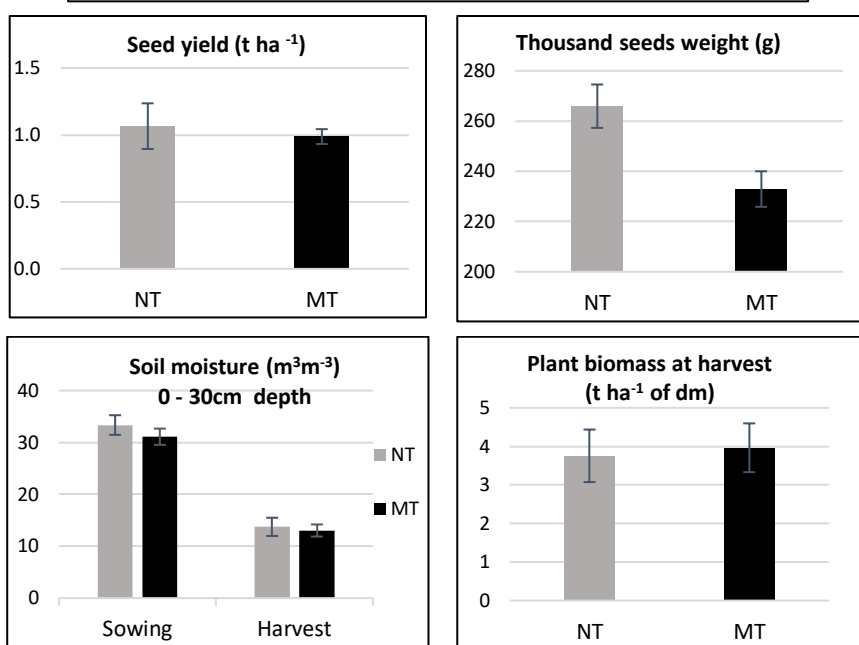 Seed yield (t ha ⁻¹)
1.5
1.0
0.5
0.0
NT
MT
Thousand seeds weight (g)
280
260
240
220
200
NT
MT
Soil moisture (m³m⁻³)
0 - 30cm depth
40
30
20
10
0
Sowing
Harvest
NT
MT
Plant biomass at harvest
(t ha⁻¹ of dm)
5
4
3
2
1
0
NT
MT